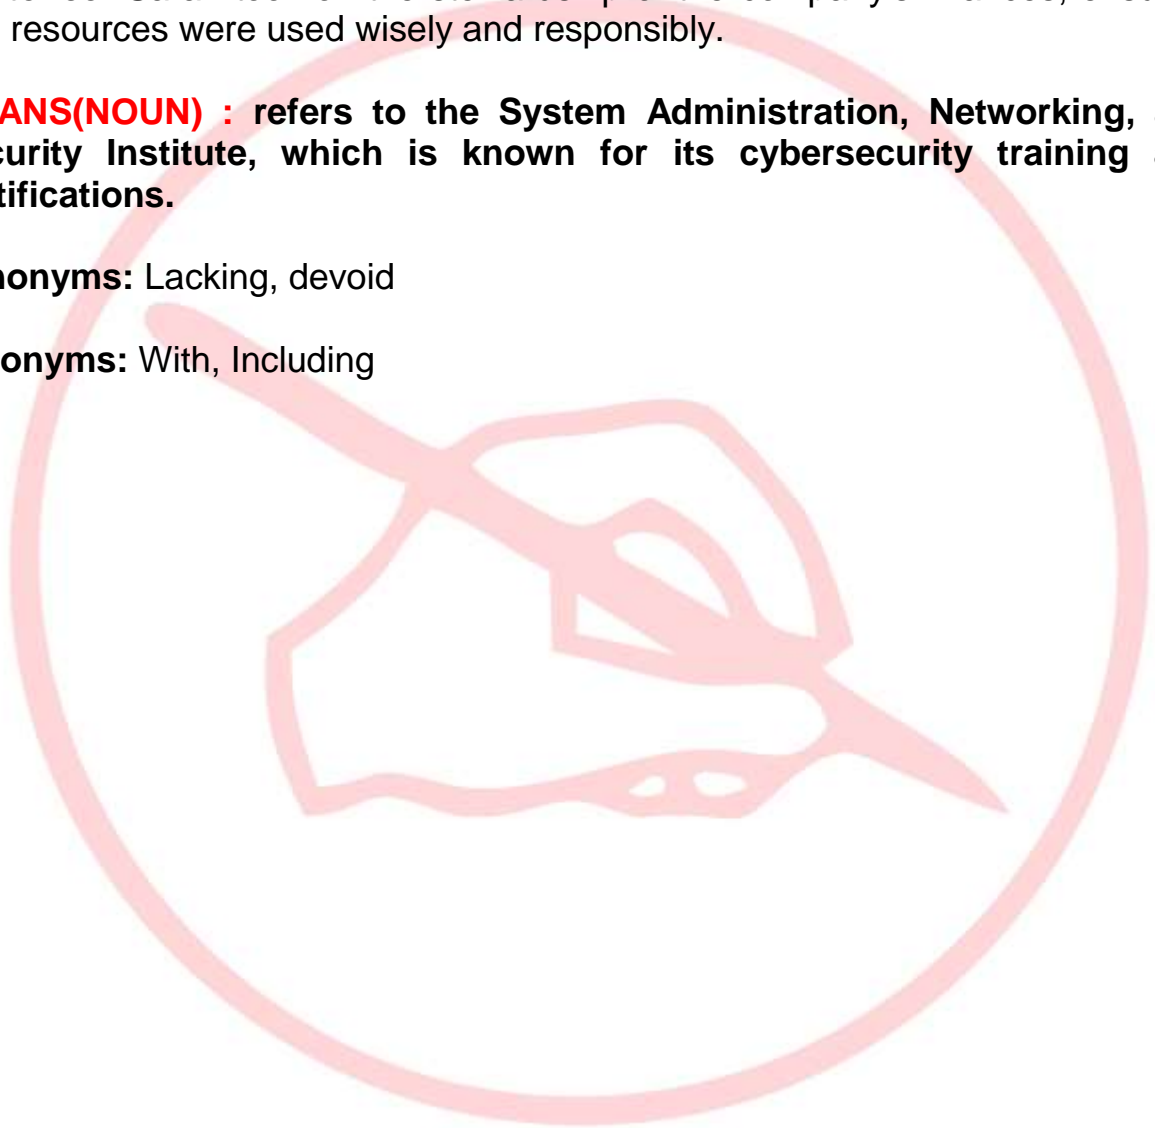 resources were used wisely and responsibly.
ANS(NOUN) : refers to the System Administration, Networking,
curity Institute, which is known for its cybersecurity training
tifications.
nonyms: Lacking, devoid
onyms: With, Including